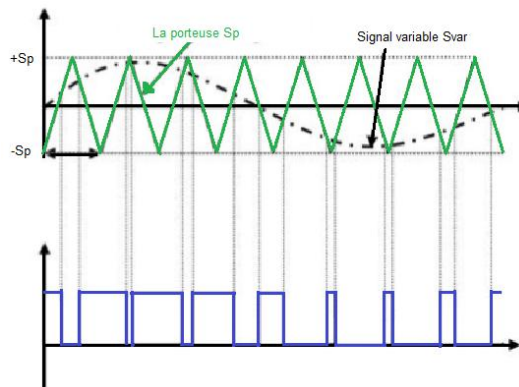 La porteuse Sp
Signal variable Svar
+Sp
-Sp